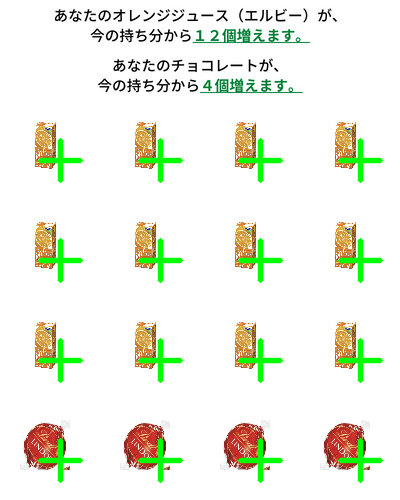 あなたのオレンジジュース（エルビー）が、
今の持ち分から１２個増えます。
あなたのチョコレートが、
今の持ち分から４個増えます。